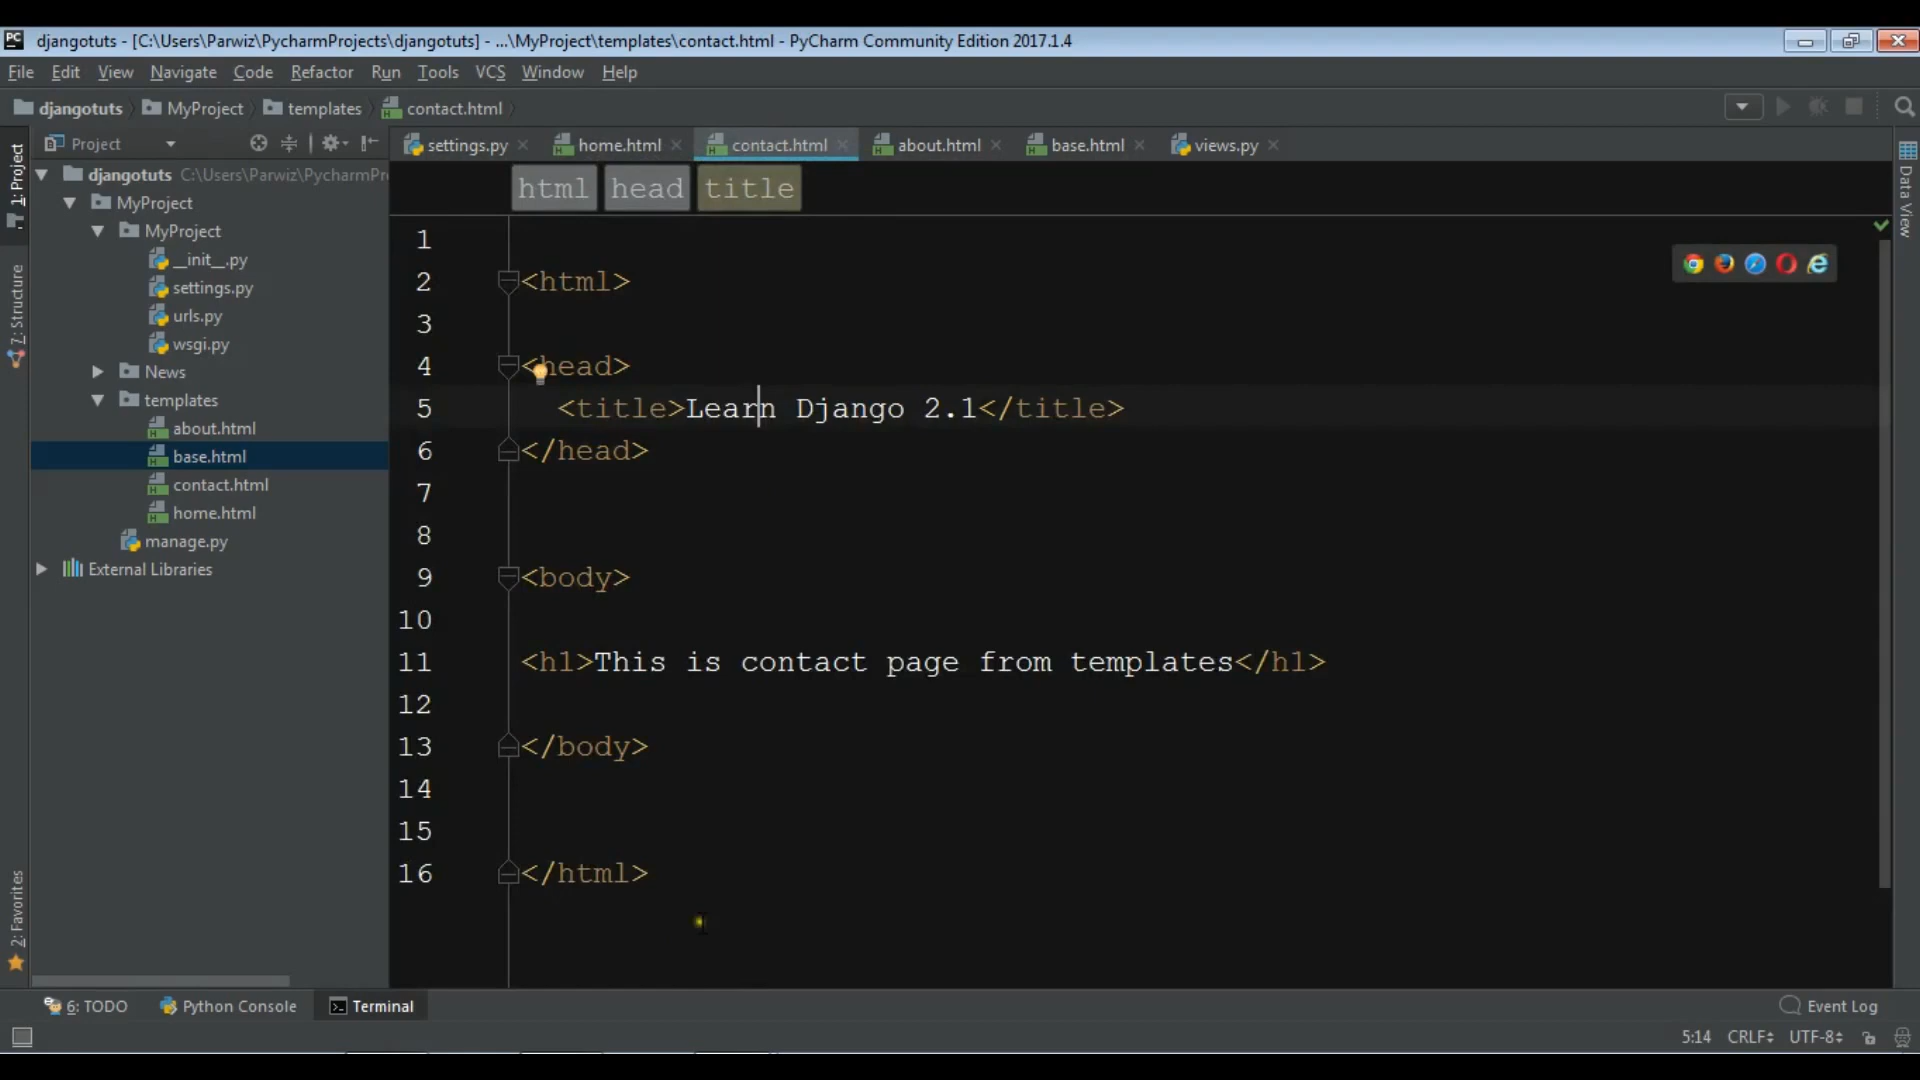 djangotuts - [C:\Users\Parwiz\PycharmProjects\djangotuts] - ...\MyProject\templates\contact.html - PyCharm Community Edition 2017.1.4
File Edit View Navigate Code Refactor Run Tools VCS Window Help
djangotuts MyProject templates contact.html
Project
settings.py home.html contact.html about.html base.html views.py
html head title
1: Project
7: Structure
2: Favorites
djangotuts C:\Users\Parwiz\PycharmPr
MyProject
MyProject
__init__.py
settings.py
urls.py
wsgi.py
News
templates
about.html
base.html
contact.html
home.html
manage.py
External Libraries
1
2 <html>
3
4 <head>
5 <title>Learn Django 2.1</title>
6 </head>
7
8
9 <body>
10
11 <h1>This is contact page from templates</h1>
12
13 </body>
14
15
16 </html>
Data View
6: TODO Python Console Terminal Event Log
5:14 CRLF UTF-8